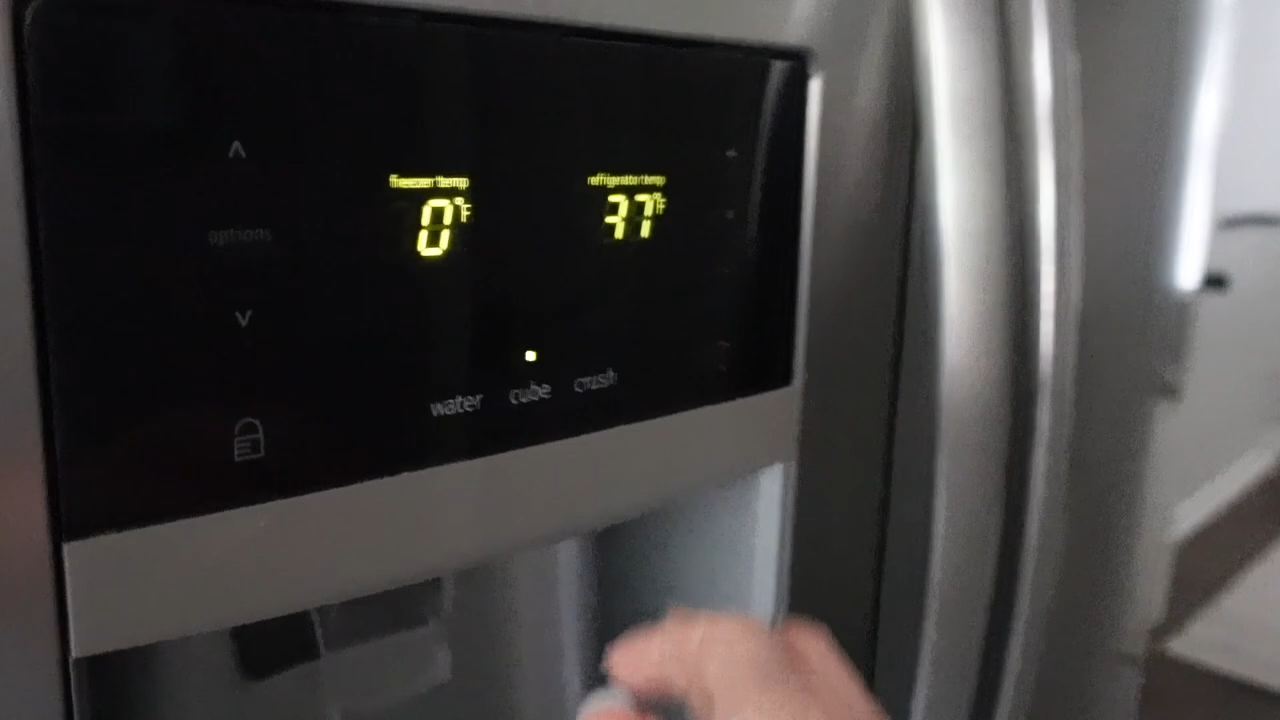 freezer temp
refrigerator temp
0°F
37°F
options
water
cube
crush